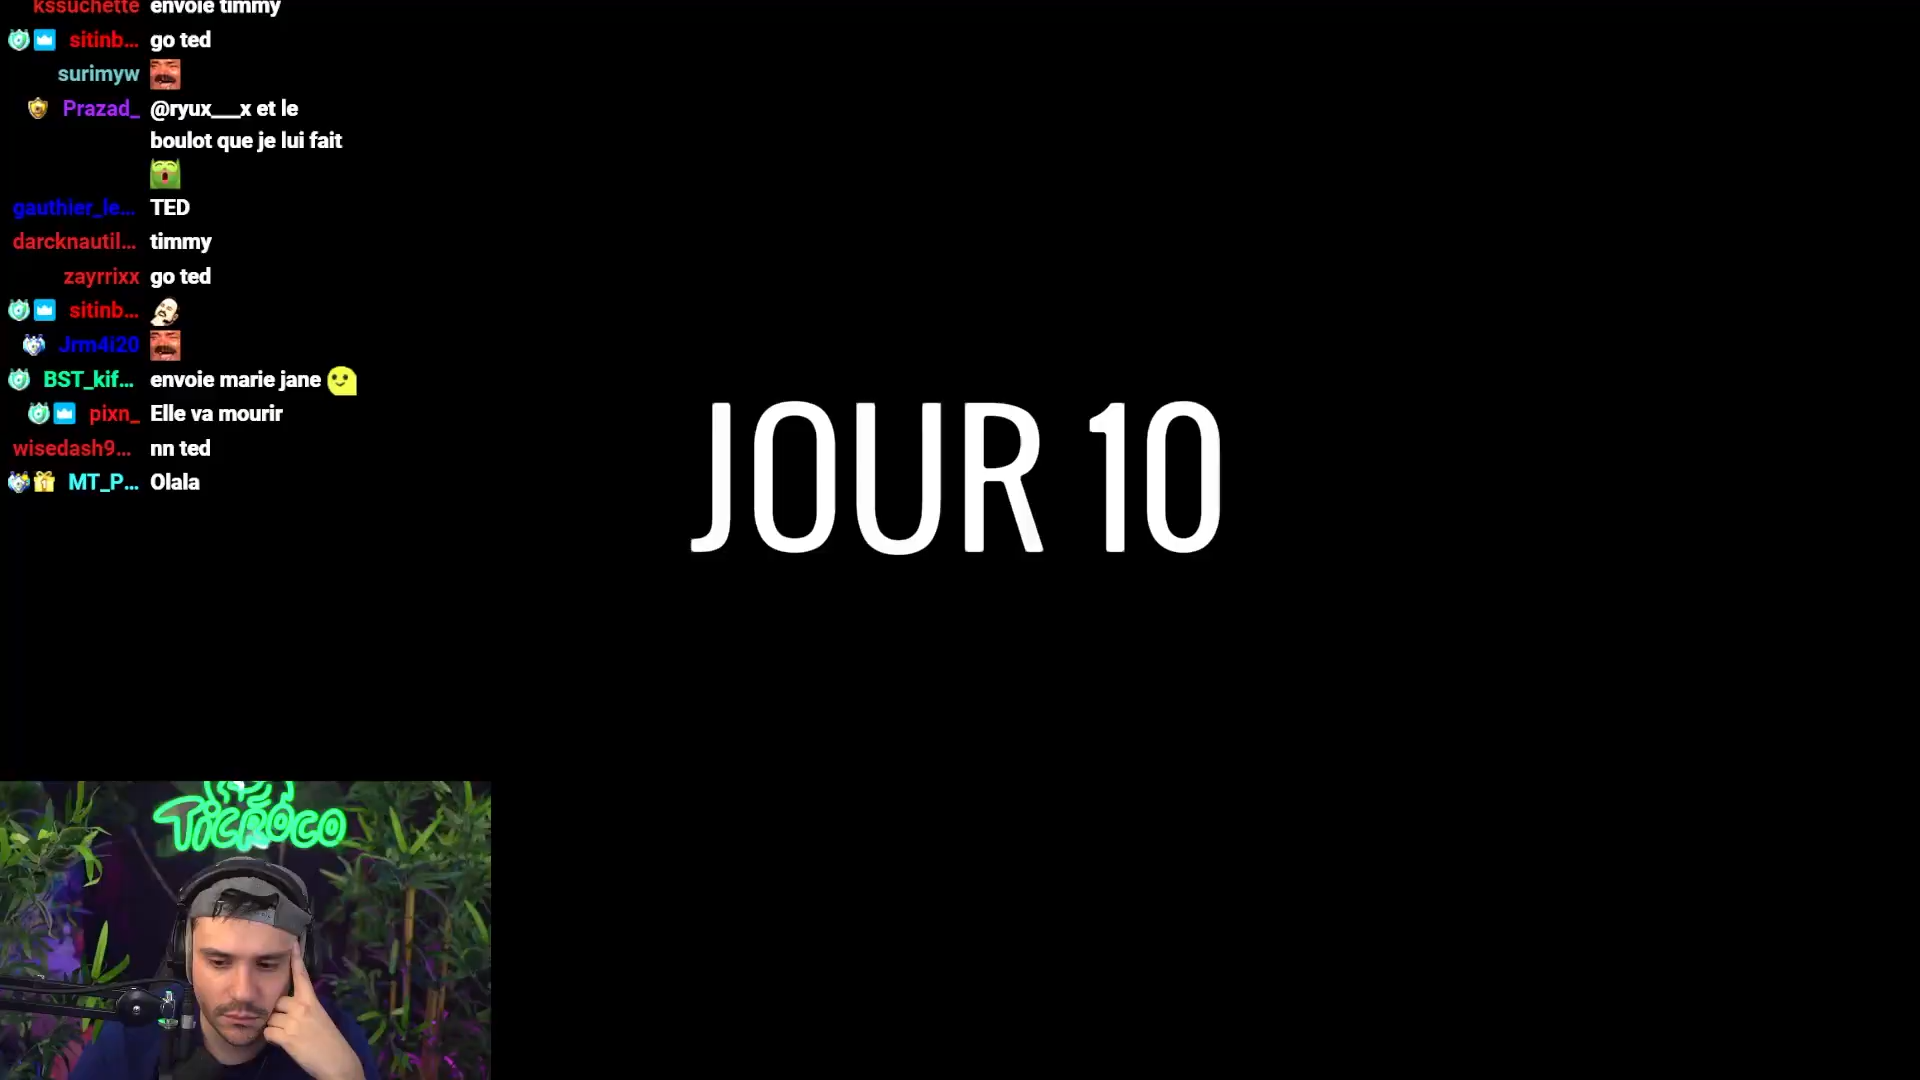 kssuchette envoie timmy
sitinb... go ted
surimyw
Prazad_ @ryux___x et le
boulot que je lui fait
gauthier_le... TED
darcknautil... timmy
zayrrixx go ted
sitinb...
Jrm4i20
BST_kif... envoie marie jane
pixn_ Elle va mourir
wisedash9... nn ted
MT_P... Olala
JOUR 10
TiCROCO